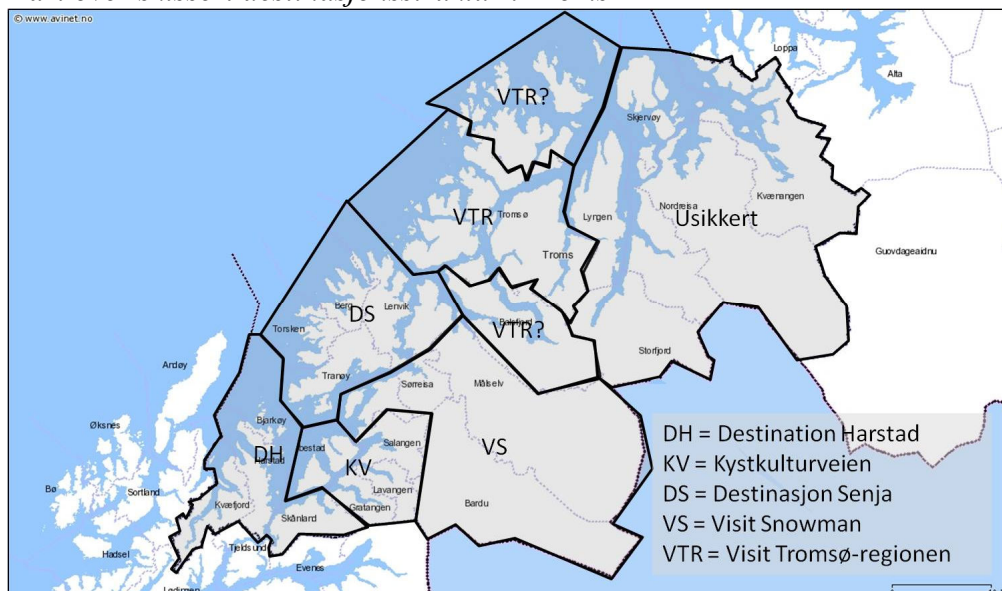 © www.avinet.no
Loppa
Alta
VTR?
Skjervøy
Kvænangen
Nordreisa
Usikkert
Lyngen
VTR
Tromsø
Troms
Guovdageaidnu
Berg
Lenvik
DS
Torsken
Balsfjord
VTR?
Storfjord
Andøy
Tranøy
Sørreisa
Målselv
Øksnes
Bjarkøy
DH
Harstad
Salangen
KV
VS
Bø
Sortland
Lavangen
Kvæfjord
Gratangen
Skånland
Bardu
Hadsel
Tjeldsund
Evenes
Lødingen
DH = Destination Harstad
KV = Kystkulturveien
DS = Destinasjon Senja
VS = Visit Snowman
VTR = Visit Tromsø-regionen